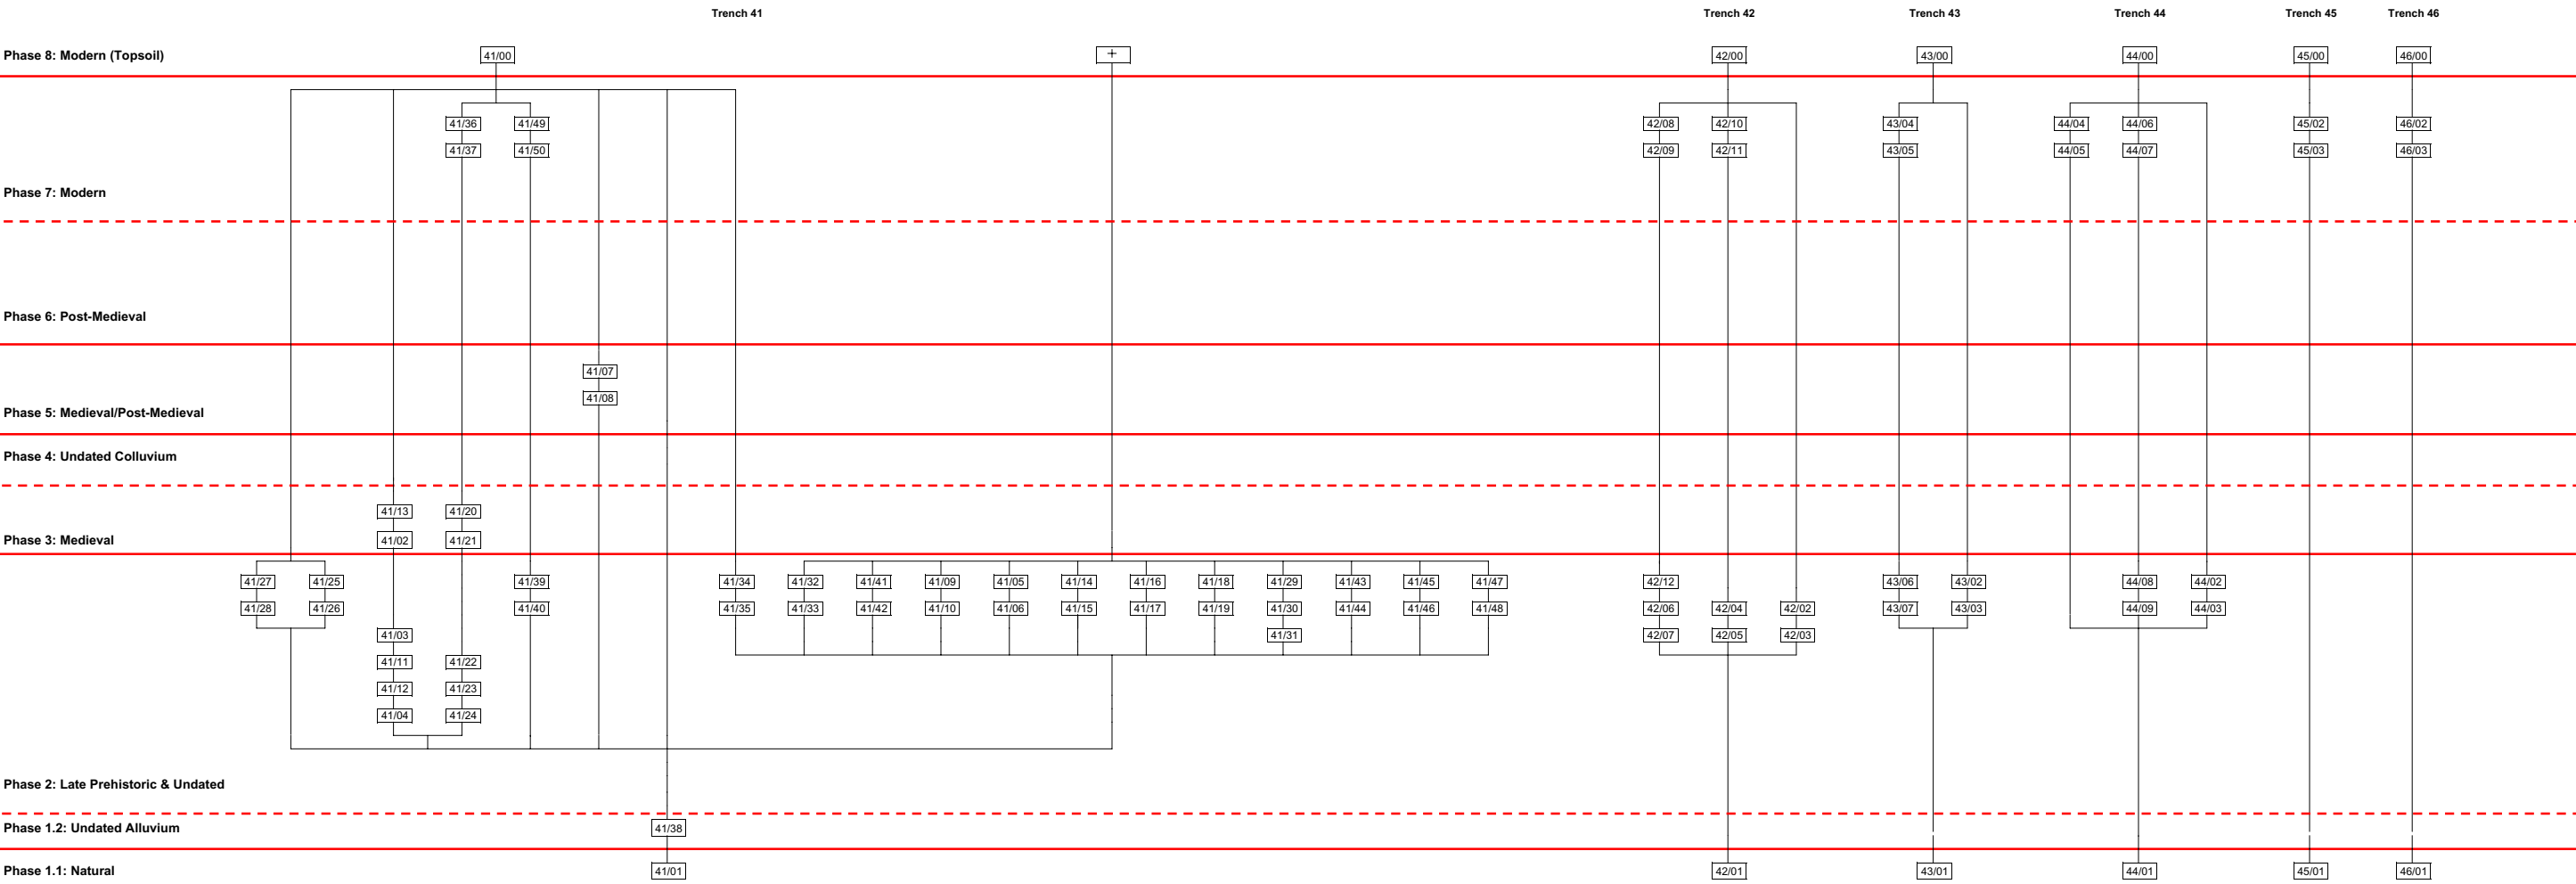 Trench 41 Trench 42 Trench 43 Trench 44 Trench 45 Trench 46
Phase 8: Modern (Topsoil) 41/00 + 42/00 43/00 44/00 45/00 46/00
41/36 41/49 42/08 42/10 43/04 44/04 44/06 45/02 46/02
41/37 41/50 42/09 42/11 43/05 44/05 44/07 45/03 46/03
Phase 7: Modern
Phase 6: Post-Medieval
41/07
41/08
Phase 5: Medieval/Post-Medieval
Phase 4: Undated Colluvium
41/13 41/20
Phase 3: Medieval 41/02 41/21
41/27 41/25 41/39 41/34 41/32 41/41 41/09 41/05 41/14 41/16 41/18 41/29 41/43 41/45 41/47 42/12 43/06 43/02 44/08 44/02
41/28 41/26 41/40 41/35 41/33 41/42 41/10 41/06 41/15 41/17 41/19 41/30 41/44 41/46 41/48 42/06 42/04 42/02 43/07 43/03 44/09 44/03
41/03 41/31 42/07 42/05 42/03
41/11 41/22
41/12 41/23
41/04 41/24
Phase 2: Late Prehistoric & Undated
Phase 1.2: Undated Alluvium 41/38
Phase 1.1: Natural 41/01 42/01 43/01 44/01 45/01 46/01